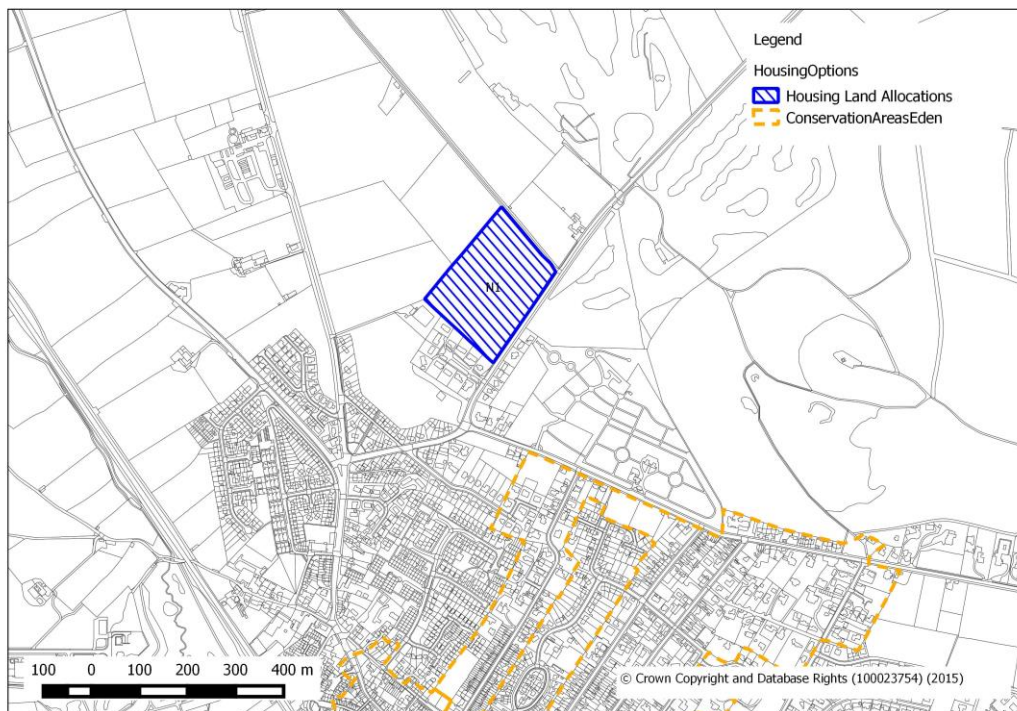 Legend
HousingOptions
Housing Land Allocations
ConservationAreasEden
N1
100 0 100 200 300 400 m
© Crown Copyright and Database Rights (100023754) (2015)